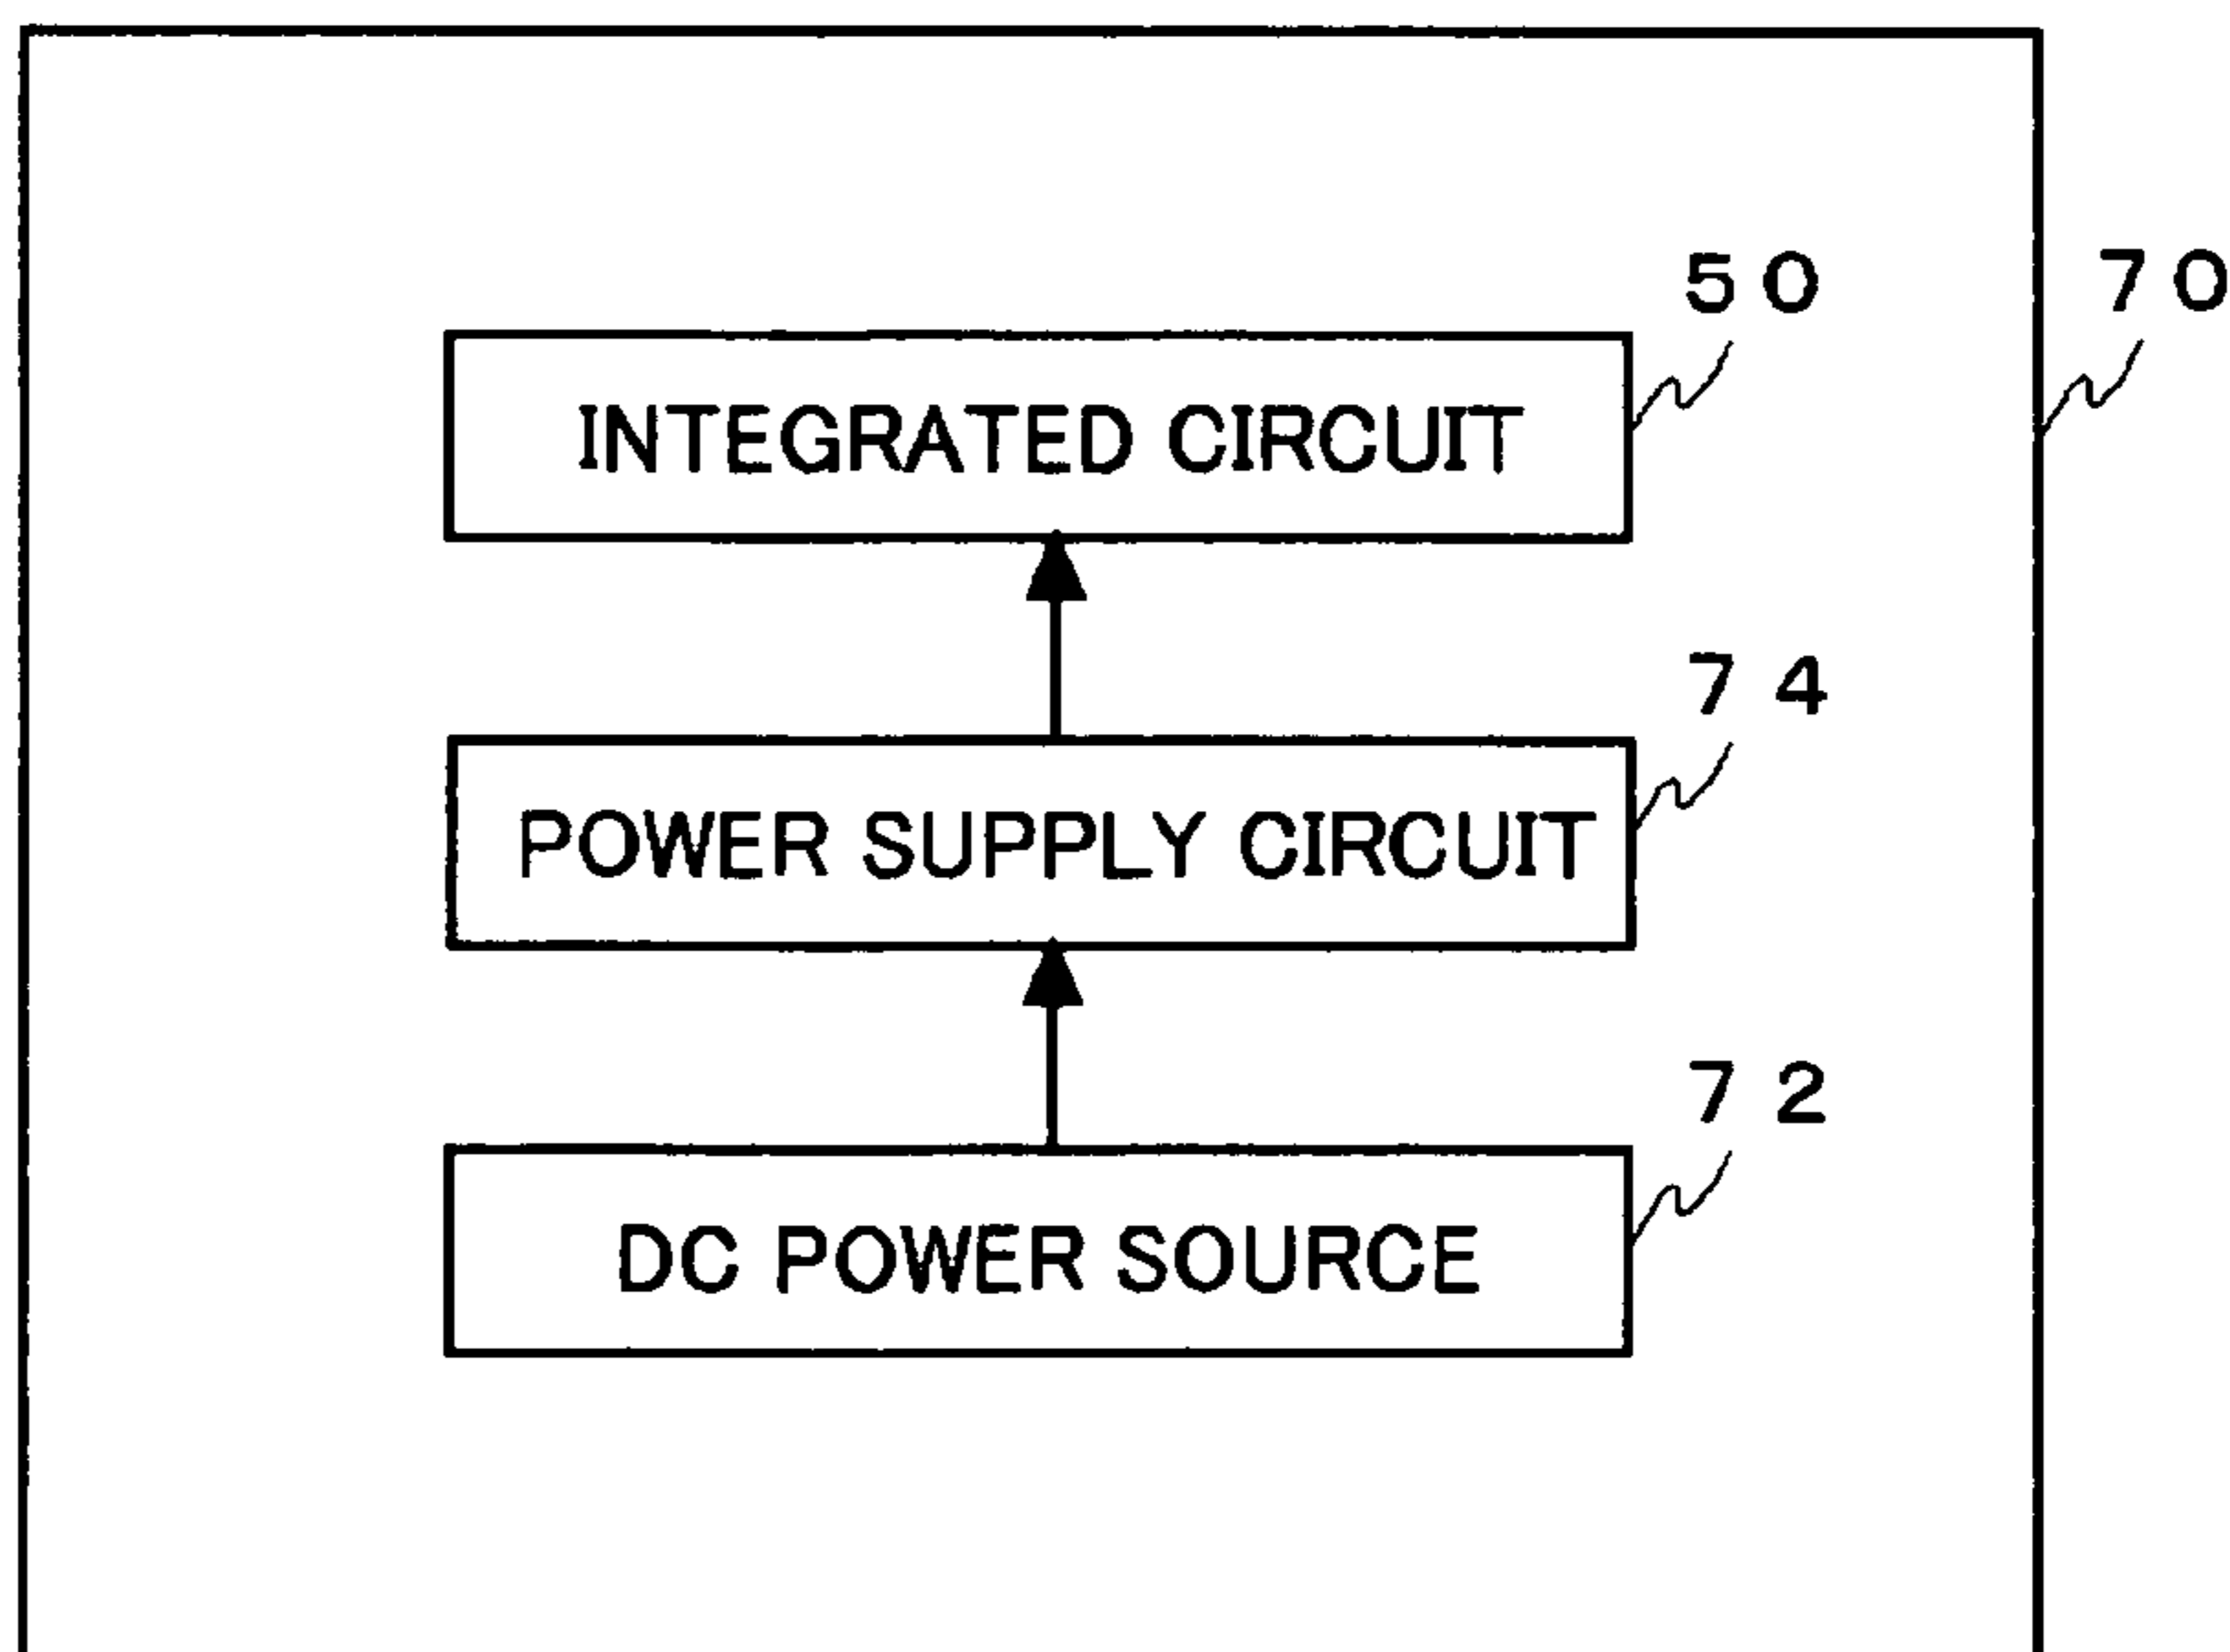 50
70
INTEGRATED CIRCUIT
74
POWER SUPPLY CIRCUIT
72
DC POWER SOURCE